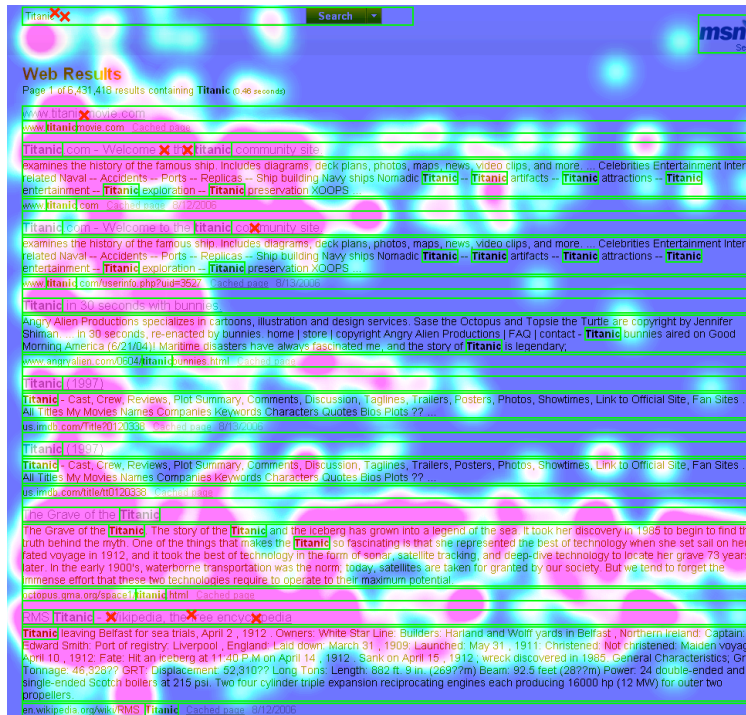 Titanic
Search
msn
Se
Web Results
Page 1 of 6,431,418 results containing Titanic (0.46 seconds)
www.titanicmovie.com
www.titanicmovie.com Cached page
Titanic com - Welcome the titanic community site
examines the history of the famous ship. Includes diagrams, deck plans, photos, maps, news, video clips, and more. ... Celebrities Entertainment Inter
related Naval -- Accidents -- Ports -- Replicas -- Ship building Navy ships Nomadic Titanic -- Titanic artifacts -- Titanic attractions -- Titanic
entertainment -- Titanic exploration -- Titanic preservation XOOPS ...
www.titanic.com Cached page 8/12/2006
Titanic com - Welcome to the titanic community site
examines the history of the famous ship. Includes diagrams, deck plans, photos, maps, news, video clips, and more. ... Celebrities Entertainment Inter
related Naval -- Accidents -- Ports -- Replicas -- Ship building Navy ships Nomadic Titanic -- Titanic artifacts -- Titanic attractions -- Titanic
entertainment -- Titanic exploration -- Titanic preservation XOOPS ...
www.titanic.com/userinfo.php?uid=3527 Cached page 8/13/2006
Titanic in 30 seconds with bunnies.
Angry Alien Productions specializes in cartoons, illustration and design services. Sase the Octopus and Topsie the Turtle are copyright by Jennifer
Shiman ... in 30 seconds, re-enacted by bunnies. home | store | copyright Angry Alien Productions | FAQ | contact - Titanic bunnies aired on Good
Morning America (6/21/04)! Maritime disasters have always fascinated me, and the story of Titanic is legendary;
www.angryalien.com/0604/titanicbunnies.html Cached page
Titanic (1997)
Titanic - Cast, Crew, Reviews, Plot Summary, Comments, Discussion, Taglines, Trailers, Posters, Photos, Showtimes, Link to Official Site, Fan Sites ...
All Titles My Movies Names Companies Keywords Characters Quotes Bios Plots ?? ...
us.imdb.com/Title?0120338 Cached page 8/13/2006
Titanic (1997)
Titanic - Cast, Crew, Reviews, Plot Summary, Comments, Discussion, Taglines, Trailers, Posters, Photos, Showtimes, Link to Official Site, Fan Sites ...
All Titles My Movies Names Companies Keywords Characters Quotes Bios Plots ?? ...
us.imdb.com/title/tt0120338 Cached page
The Grave of the Titanic
The Grave of the Titanic. The story of the Titanic and the iceberg has grown into a legend of the sea. It took her discovery in 1985 to begin to find th
truth behind the myth. One of the things that makes the Titanic so fascinating is that she represented the best of technology when she set sail on her
fated voyage in 1912, and it took the best of technology in the form of sonar, satellite tracking, and deep-dive technology to locate her grave 73 years
later. In the early 1900's, waterborne transportation was the norm; today, satellites are taken for granted by our society. But we tend to forget the
immense effort that these two technologies require to operate to their maximum potential.
octopus.gma.org/space1/titanic.html Cached page
RMS Titanic - Wikipedia, the free encyclopedia
Titanic leaving Belfast for sea trials, April 2 , 1912 . Owners: White Star Line: Builders: Harland and Wolff yards in Belfast , Northern Ireland: Captain:
Edward Smith: Port of registry: Liverpool , England: Laid down: March 31 , 1909: Launched: May 31 , 1911: Christened: Not christened: Maiden voyag
April 10 , 1912: Fate: Hit an iceberg at 11:40 P.M on April 14 , 1912 . Sank on April 15 , 1912 ; wreck discovered in 1985. General Characteristics; Gr
Tonnage: 46,328?? GRT: Displacement: 52,310?? Long Tons: Length: 882 ft. 9 in. (269??m) Beam: 92.5 feet (28??m) Power: 24 double-ended and
single-ended Scotch boilers at 215 psi. Two four cylinder triple expansion reciprocating engines each producing 16000 hp (12 MW) for outer two
propellers.
en.wikipedia.org/wiki/RMS_Titanic Cached page 8/12/2006